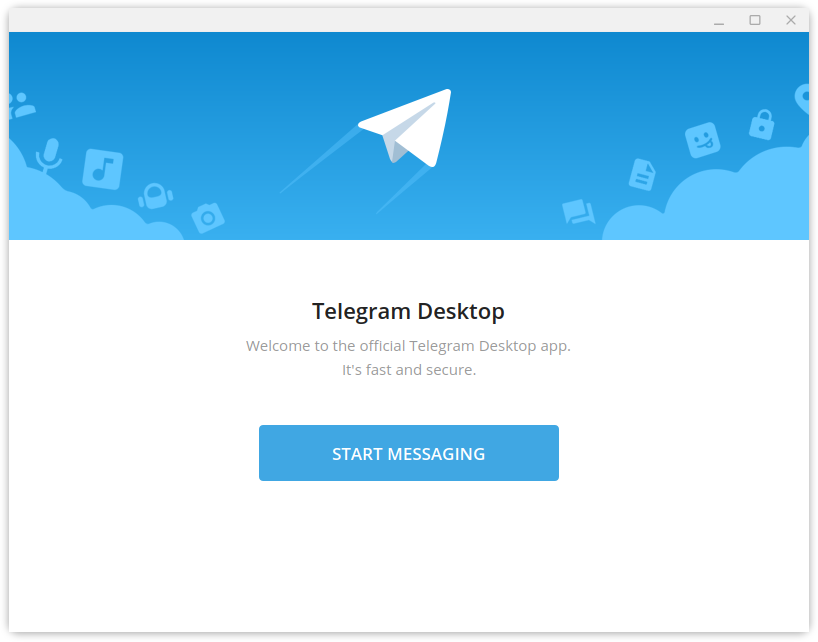 Telegram Desktop
Welcome to the official Telegram Desktop app.
It's fast and secure.
START MESSAGING